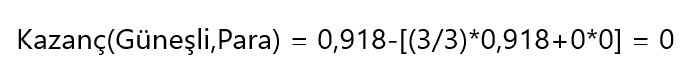 Kazanç(Güneşli,Para) = 0,918-[(3/3)*0,918+0*0] = 0